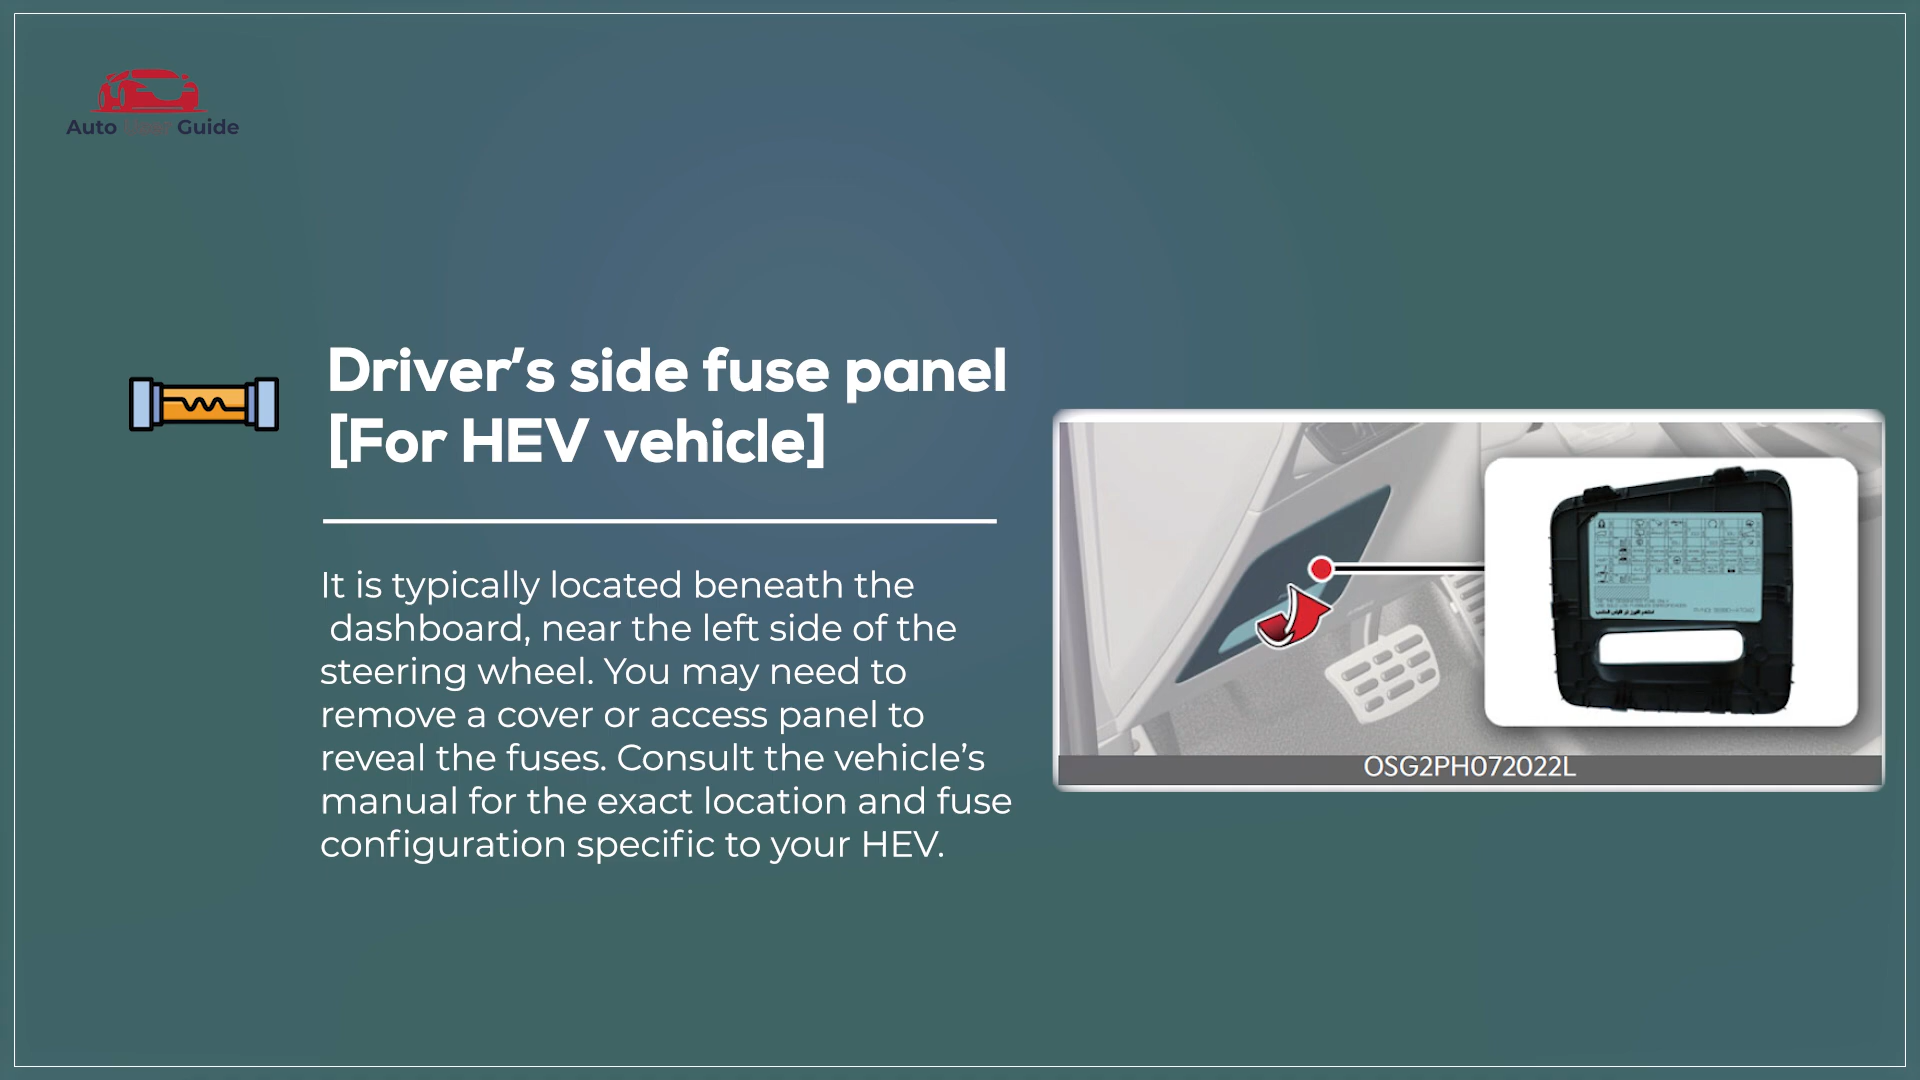 Auto User Guide
Driver's side fuse panel
[For HEV vehicle]
It is typically located beneath the
dashboard, near the left side of the
steering wheel. You may need to
remove a cover or access panel to
reveal the fuses. Consult the vehicle's
manual for the exact location and fuse
configuration specific to your HEV.
OSG2PH072022L